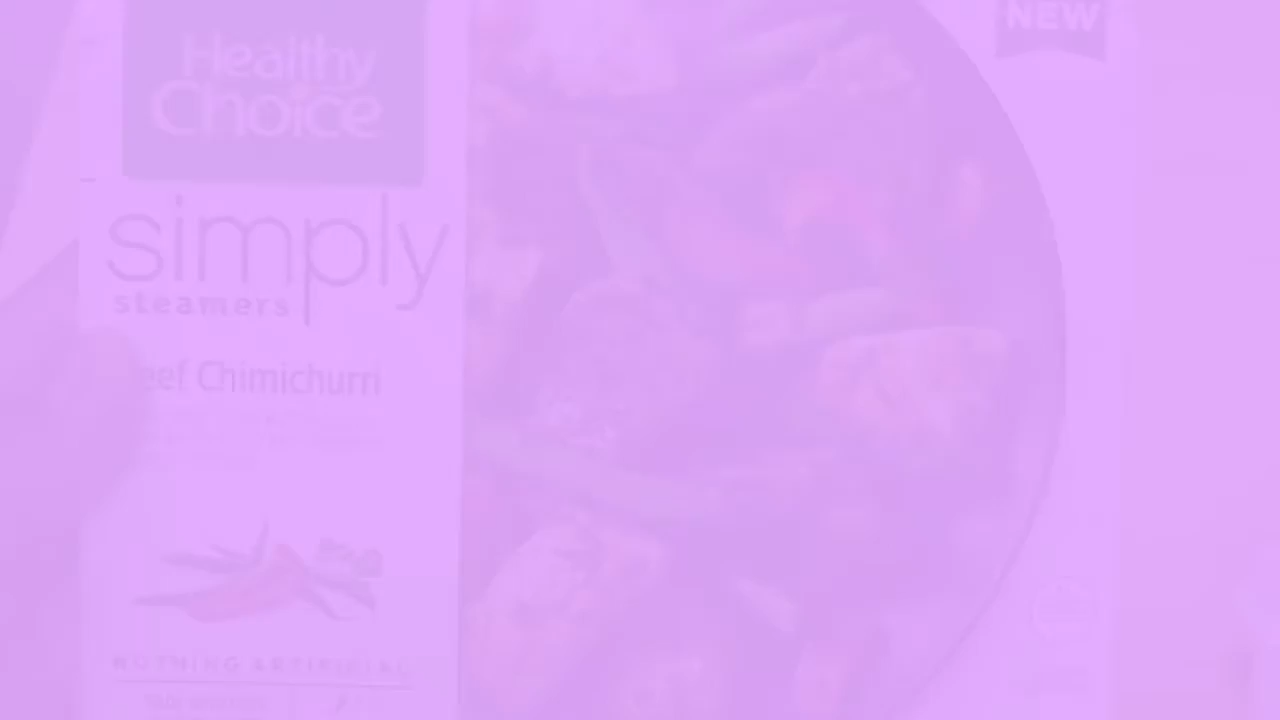 NEW
Healthy
Choice
simply
steamers
eef Chimichurri
NOTHING ARTIFICIAL